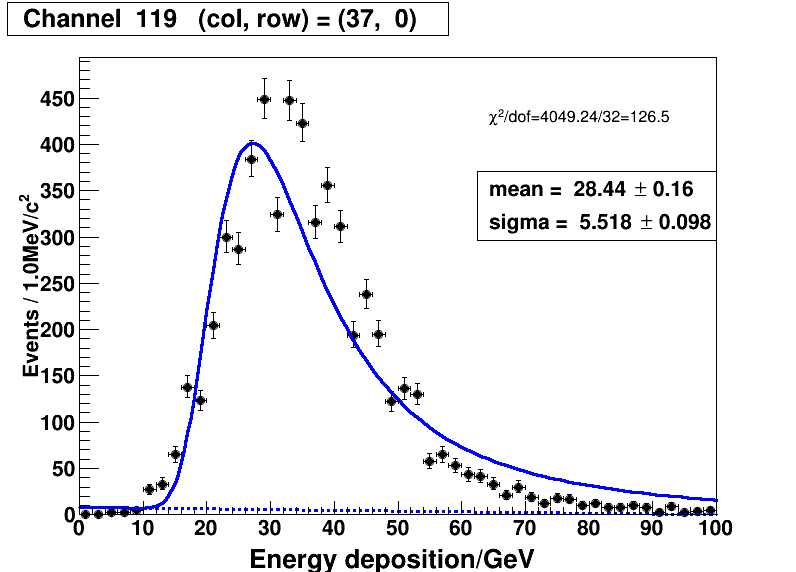 Channel 119 (col, row) = (37, 0)
χ²/dof=4049.24/32=126.5
mean = 28.44 ± 0.16
sigma = 5.518 ± 0.098
Events / 1.0MeV/c²
450
400
350
300
250
200
150
100
50
0
0 10 20 30 40 50 60 70 80 90 100
Energy deposition/GeV